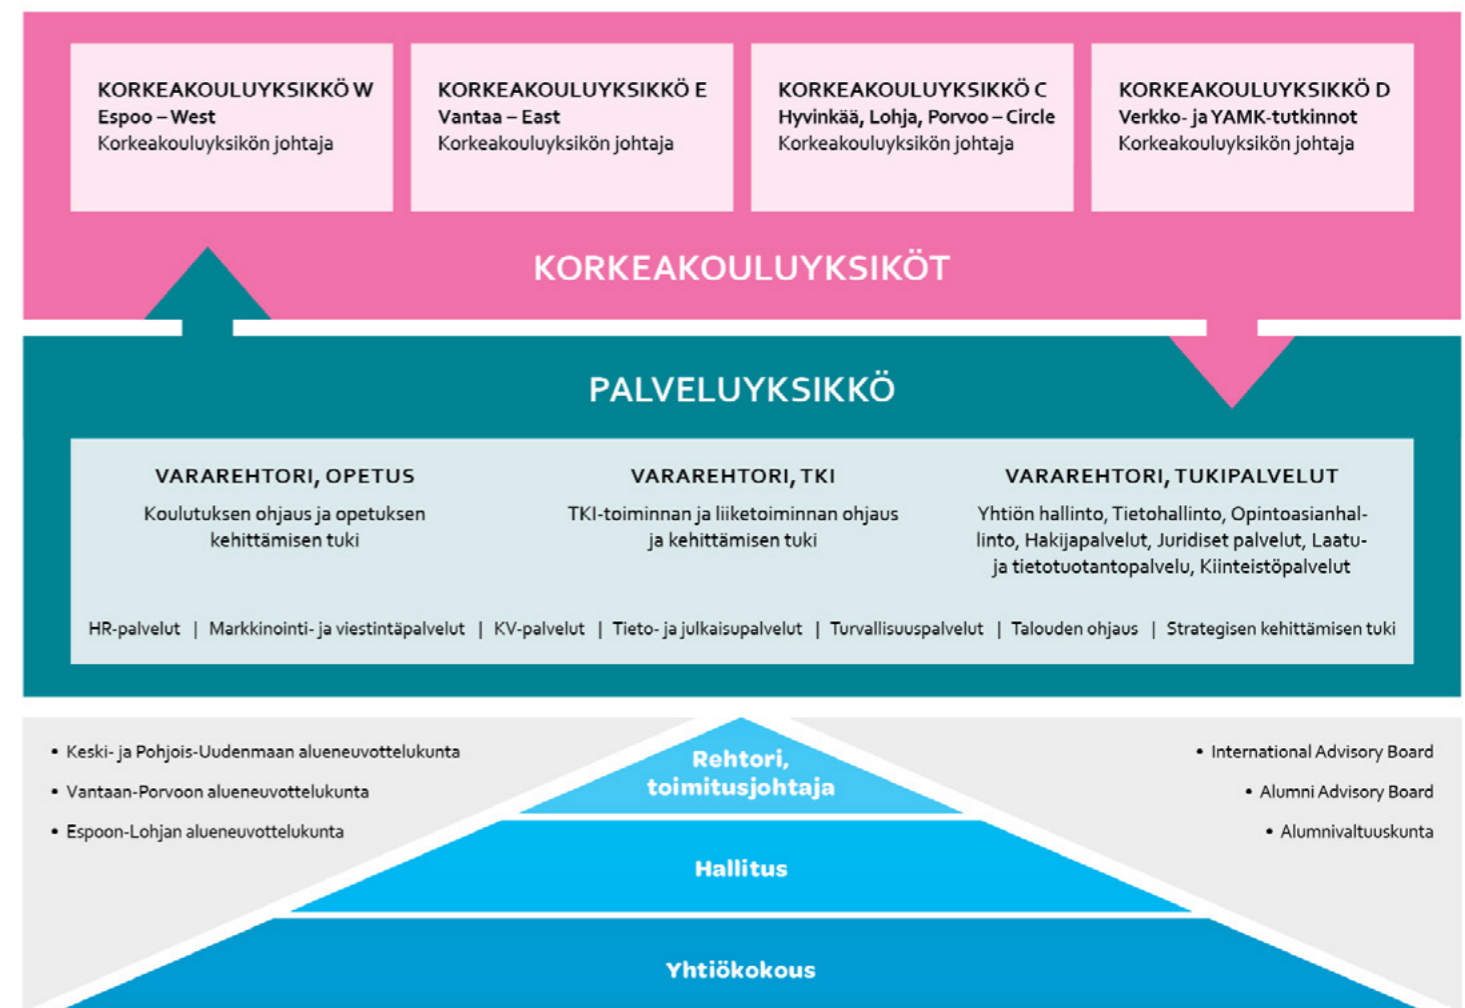 KORKEAKOULUYKSIKKÖ W
Espoo – West
Korkeakouluyksikön johtaja
KORKEAKOULUYKSIKKÖ E
Vantaa – East
Korkeakouluyksikön johtaja
KORKEAKOULUYKSIKKÖ C
Hyvinkää, Lohja, Porvoo – Circle
Korkeakouluyksikön johtaja
KORKEAKOULUYKSIKKÖ D
Verkko- ja YAMK-tutkinnot
Korkeakouluyksikön johtaja
KORKEAKOULUYKSIKÖT
PALVELUYKSIKKÖ
VARAREHTORI, OPETUS
Koulutuksen ohjaus ja opetuksen
kehittämisen tuki
VARAREHTORI, TKI
TKI-toiminnan ja liiketoiminnan ohjaus
ja kehittämisen tuki
VARAREHTORI, TUKIPALVELUT
Yhtiön hallinto, Tietohallinto, Opintoasianhal-
linto, Hakijapalvelut, Juridiset palvelut, Laatu-
ja tietotuotantopalvelu, Kiinteistöpalvelut
HR-palvelut | Markkinointi- ja viestintäpalvelut | KV-palvelut | Tieto- ja julkaisupalvelut | Turvallisuuspalvelut | Talouden ohjaus | Strategisen kehittämisen tuki
• Keski- ja Pohjois-Uudenmaan alueneuvottelukunta
• Vantaan-Porvoon alueneuvottelukunta
• Espoon-Lohjan alueneuvottelukunta
Rehtori,
toimitusjohtaja
Hallitus
Yhtiökokous
• International Advisory Board
• Alumni Advisory Board
• Alumnivaltuuskunta